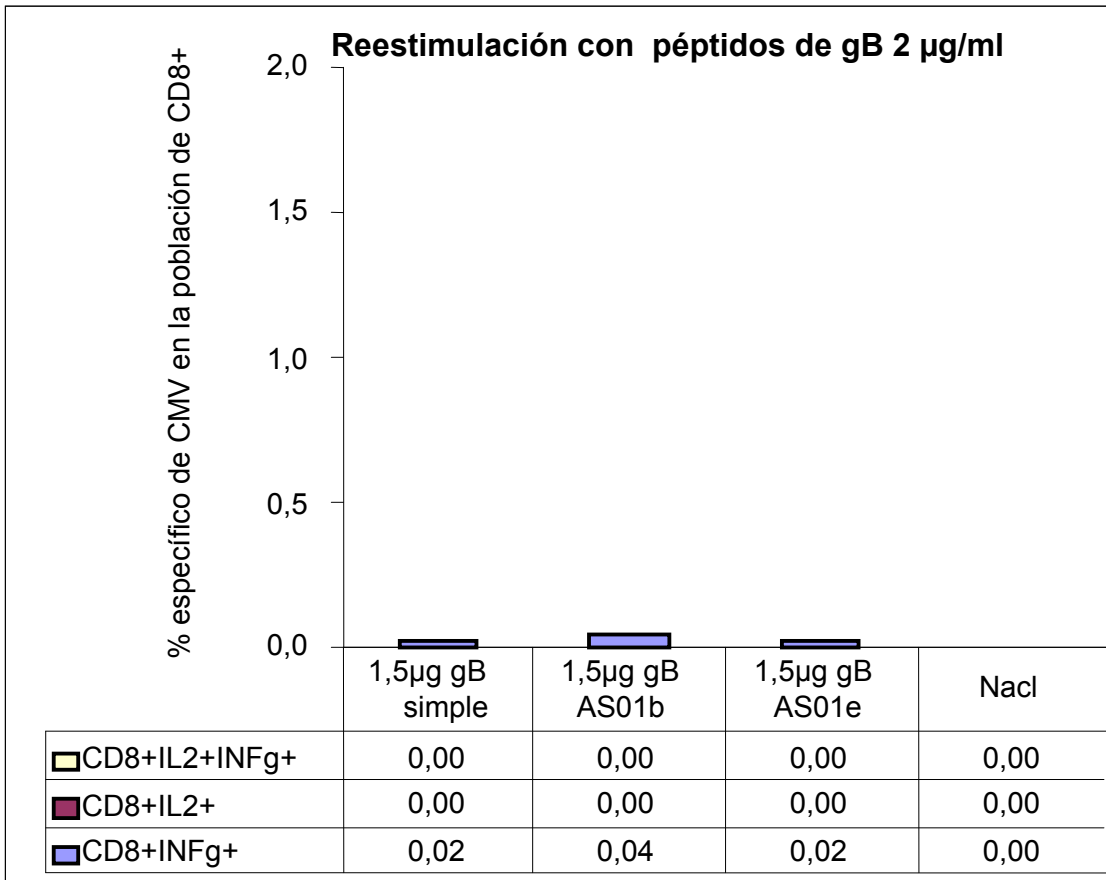 Reestimulación con péptidos de gB 2 µg/ml
% específico de CMV en la población de CD8+
2,0
1,5
1,0
0,5
0,0
1,5µg gB simple
1,5µg gB AS01b
1,5µg gB AS01e
Nacl
CD8+IL2+INFg+ 0,00 0,00 0,00 0,00
CD8+IL2+ 0,00 0,00 0,00 0,00
CD8+INFg+ 0,02 0,04 0,02 0,00